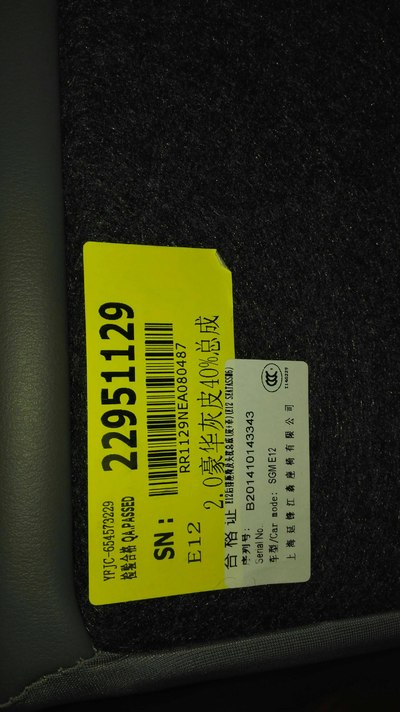 YFJC-654573229
检验合格 QA.PASSED
22951129
SN:
RR1129NEA080487
E12
2.0豪华灰皮40%总成
合格证
序列号:
Serial No.
B201410143343
车型/Car mode: SGM E12
上海延锋江森座椅有限公司